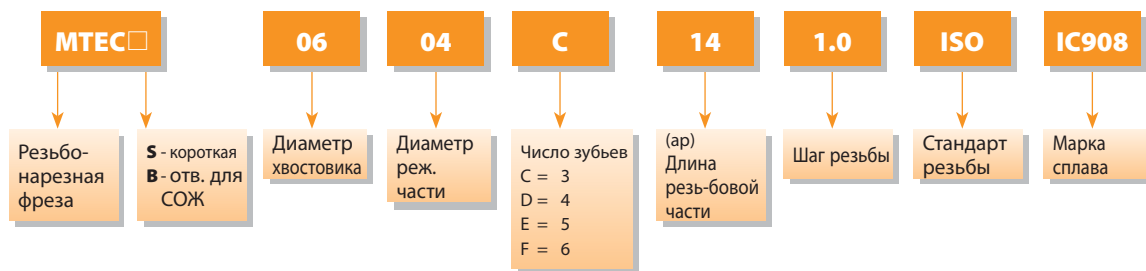 MTEC□ 06 04 C 14 1.0 ISO IC908
Резьбо-
нарезная
фреза
S - короткая
B - отв. для
СОЖ
Диаметр
хвостовика
Диаметр
реж.
части
Число зубьев
C = 3
D = 4
E = 5
F = 6
(ap)
Длина
резь-бовой
части
Шаг резьбы
Стандарт
резьбы
Марка
сплава